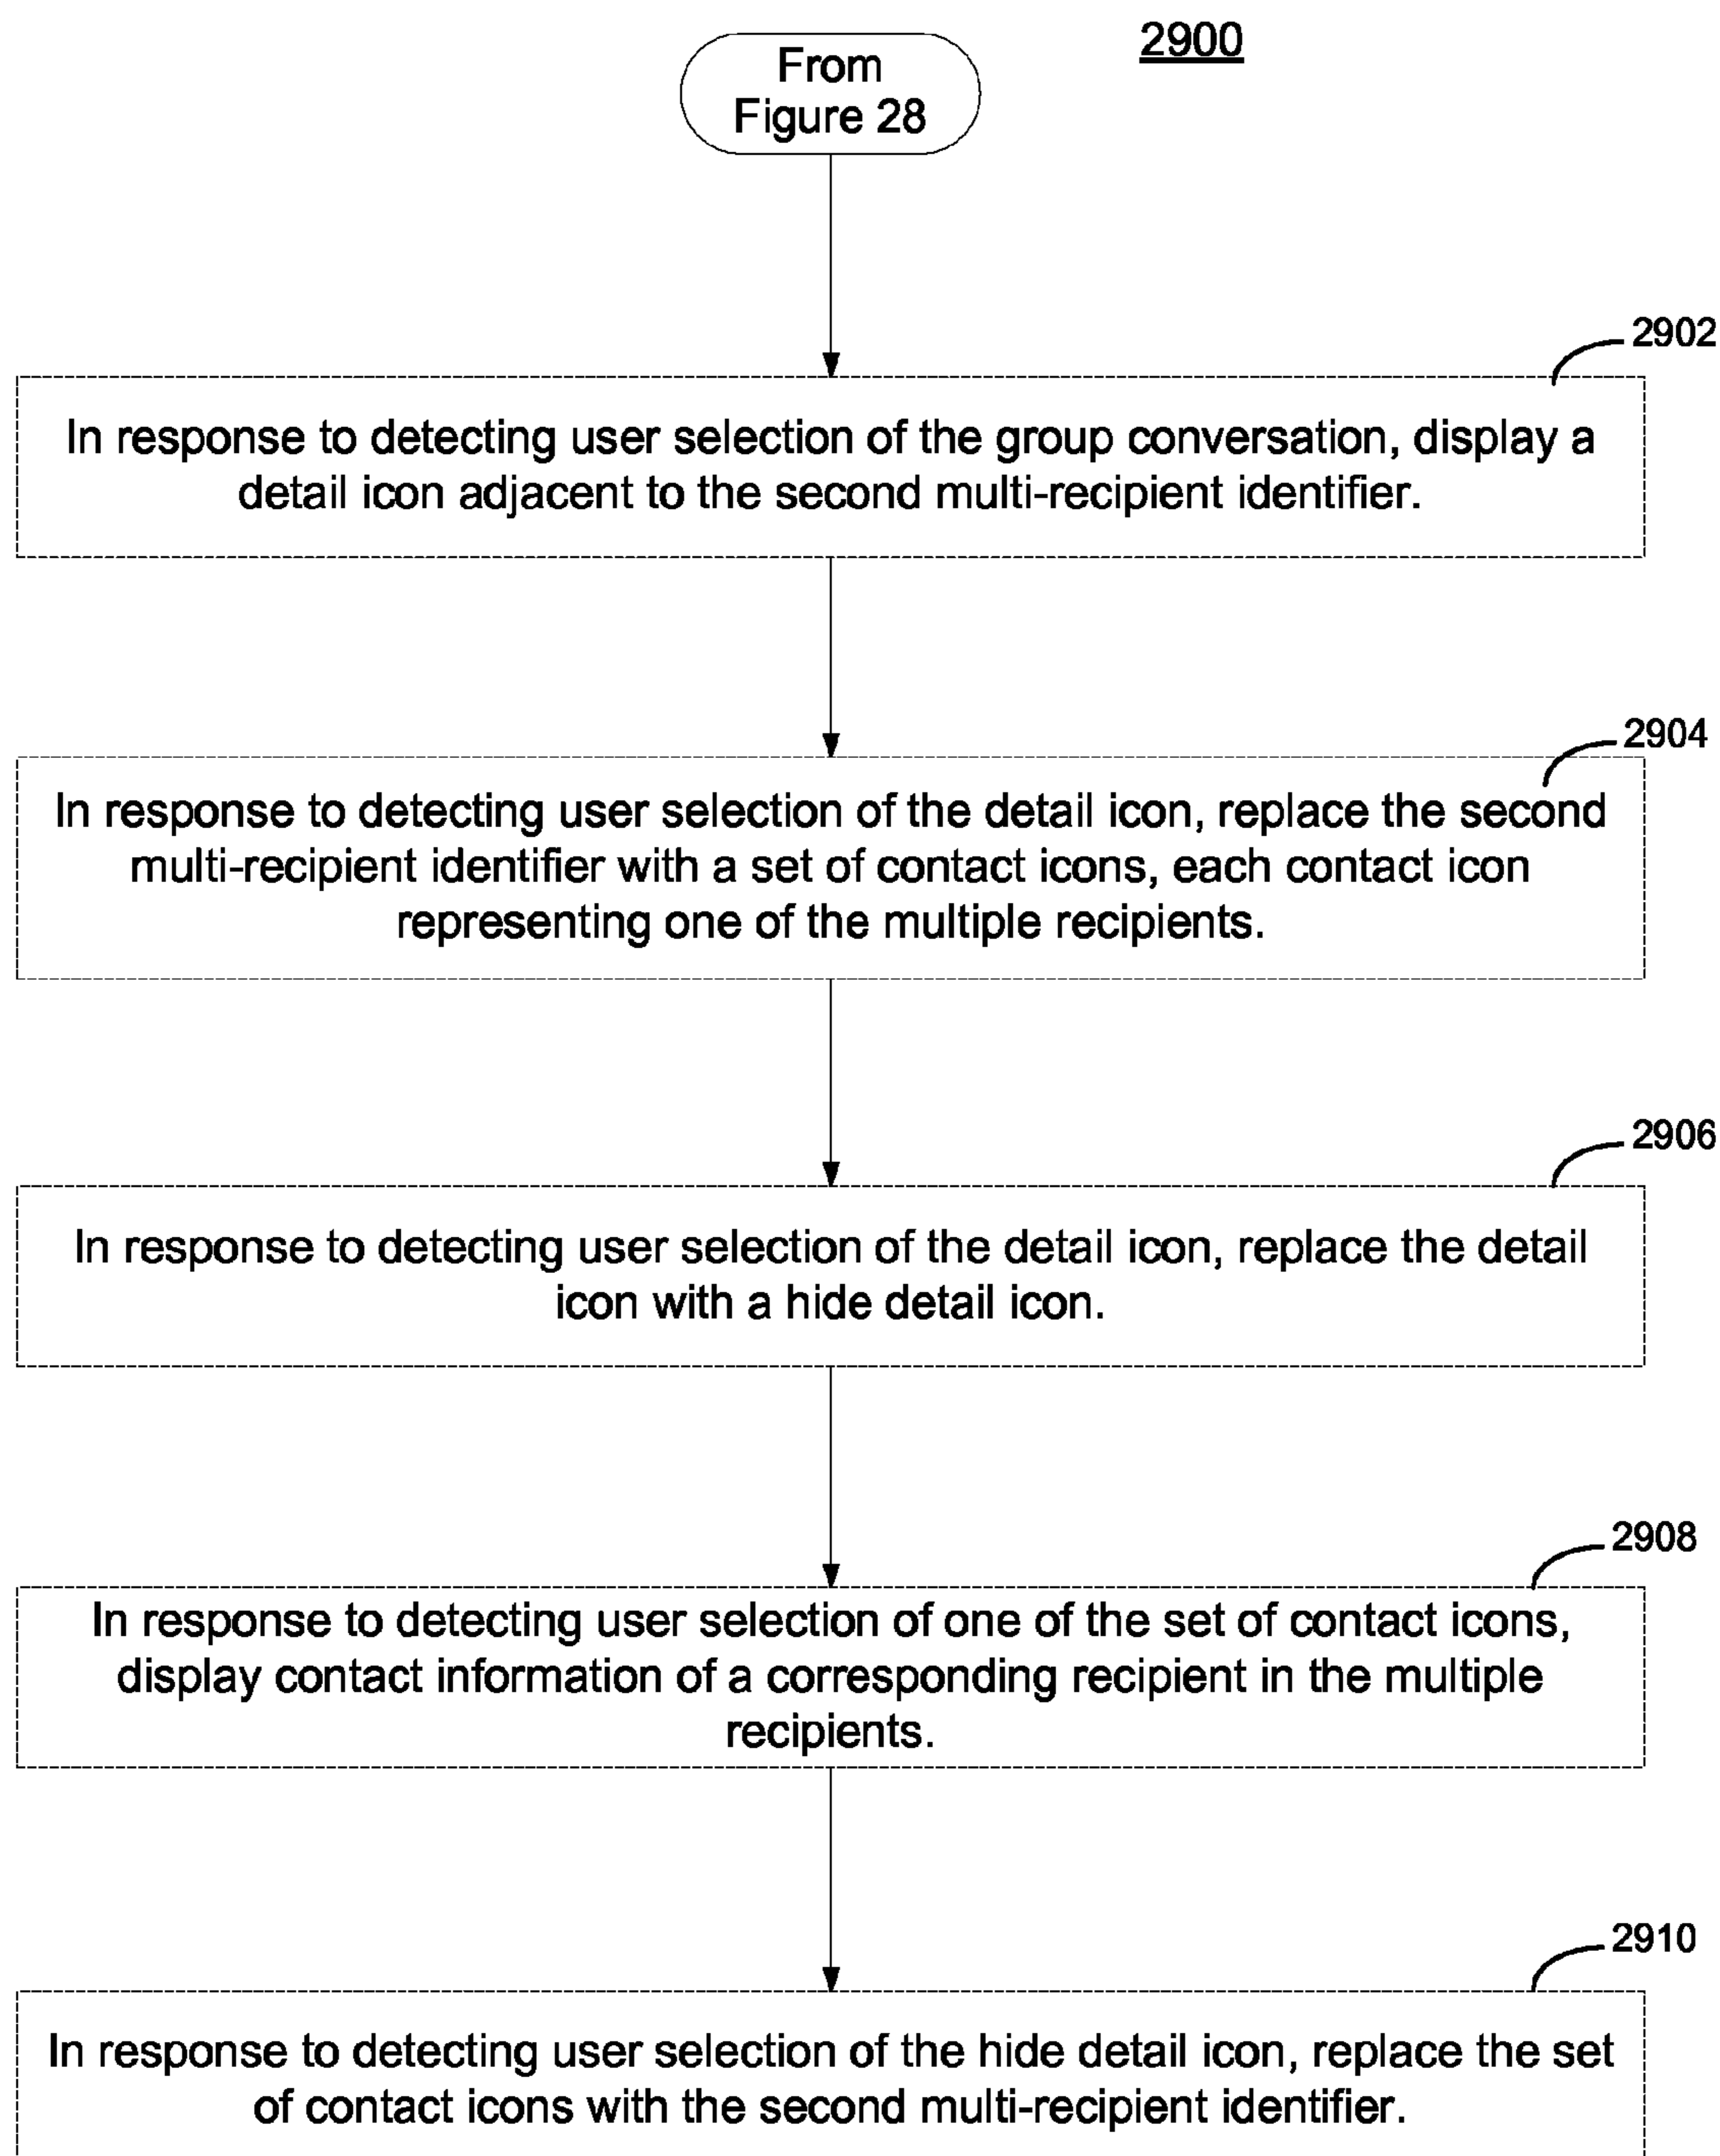 2900
From
Figure 28
2902
In response to detecting user selection of the group conversation, display a
detail icon adjacent to the second multi-recipient identifier.
2904
In response to detecting user selection of the detail icon, replace the second
multi-recipient identifier with a set of contact icons, each contact icon
representing one of the multiple recipients.
2906
In response to detecting user selection of the detail icon, replace the detail
icon with a hide detail icon.
2908
In response to detecting user selection of one of the set of contact icons,
display contact information of a corresponding recipient in the multiple
recipients.
2910
In response to detecting user selection of the hide detail icon, replace the set
of contact icons with the second multi-recipient identifier.